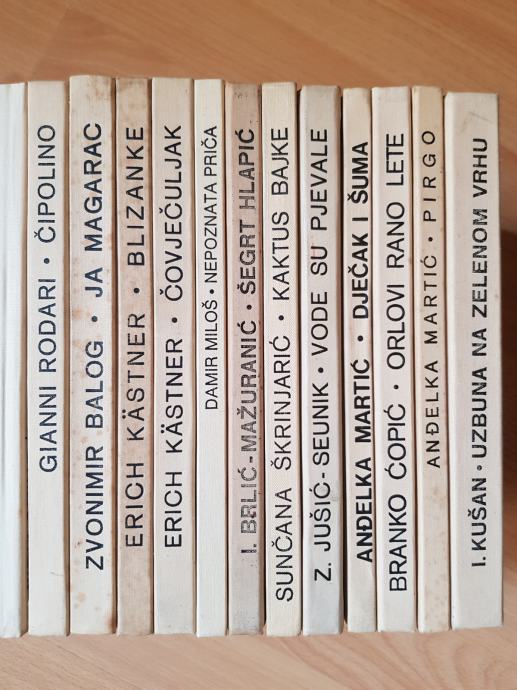 GIANNI RODARI · ČIPOLINO
ZVONIMIR BALOG · JA MAGARAC
ERICH KÄSTNER · BLIZANKE
ERICH KÄSTNER · ČOVJEČULJAK
DAMIR MILOŠ · NEPOZNATA PRIČA
I. BRLIĆ-MAŽURANIĆ · ŠEGRT HLAPIĆ
SUNČANA ŠKRINJARIĆ · KAKTUS BAJKE
Z. JUŠIĆ-SEUNIK · VODE SU PJEVALE
ANĐELKA MARTIĆ · DJEČAK I ŠUMA
BRANKO ĆOPIĆ · ORLOVI RANO LETE
ANĐELKA MARTIĆ · PIRGO
I. KUŠAN · UZBUNA NA ZELENOM VRHU